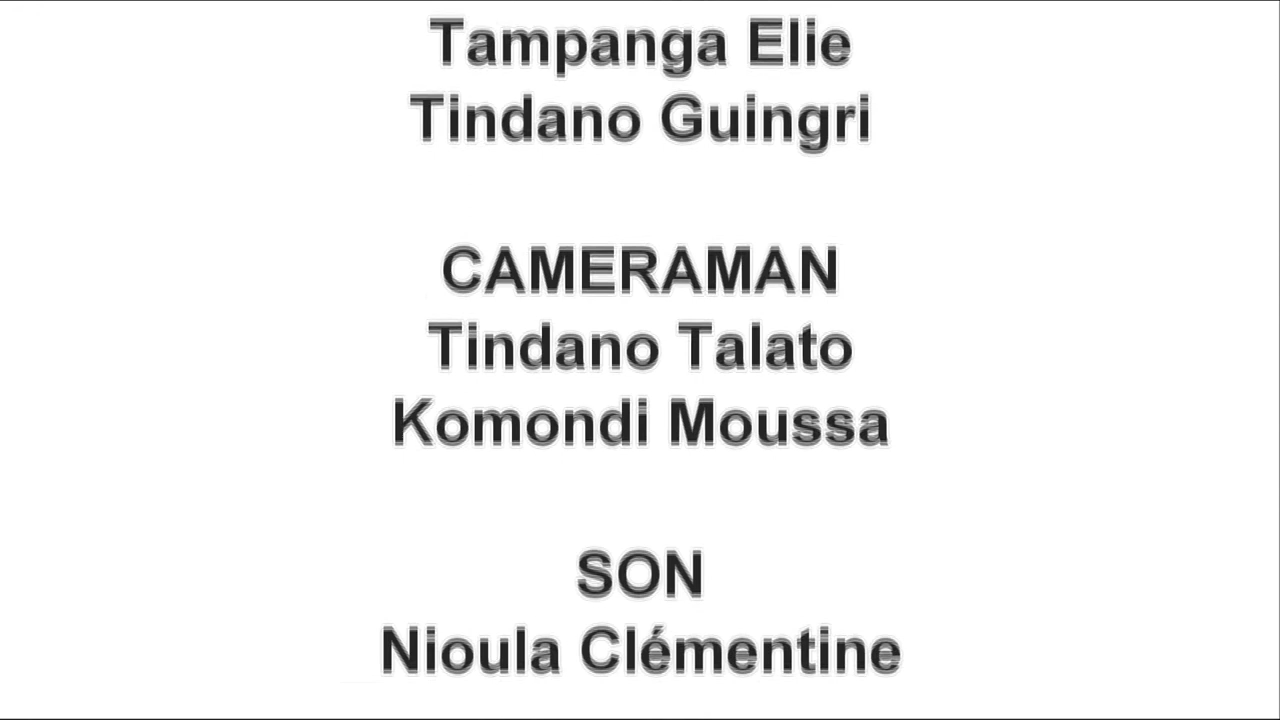 Tampanga Elie
Tindano Guingri
CAMERAMAN
Tindano Talato
Komondi Moussa
SON
Nioula Clémentine